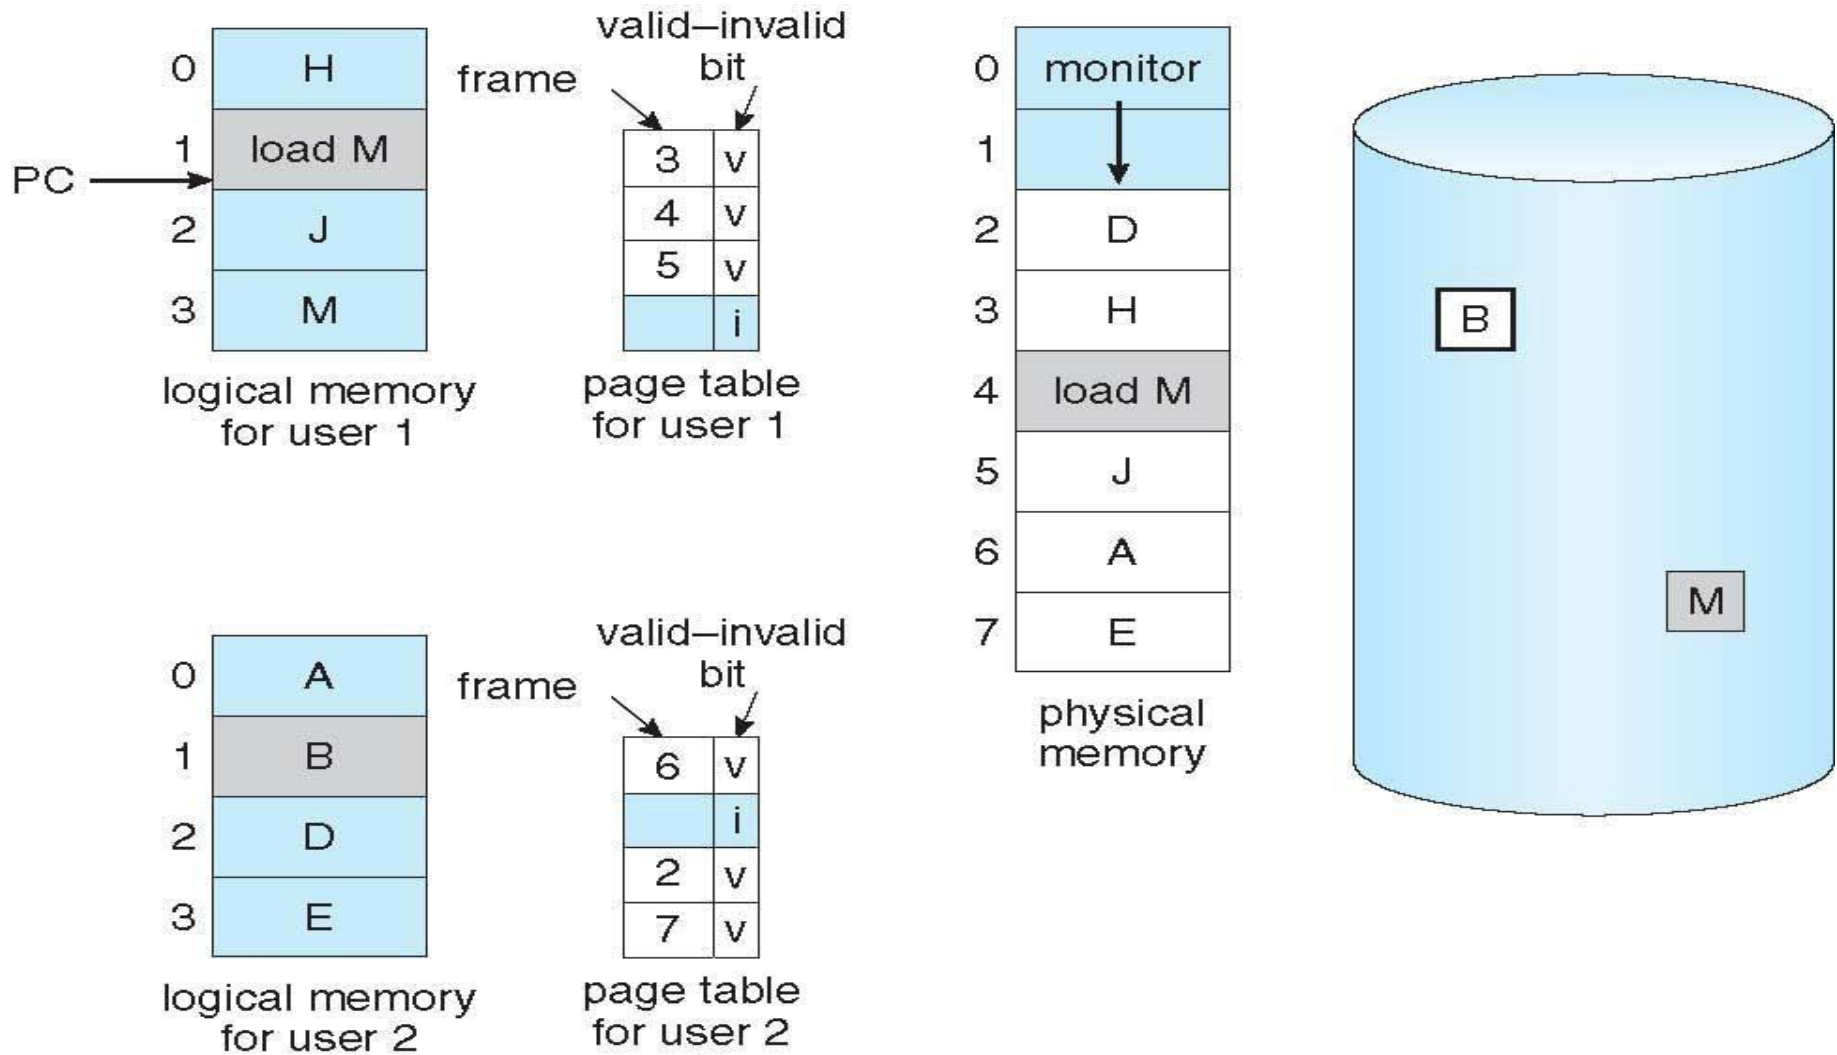 valid–invalid
bit
frame
0 H
1 load M
PC
2 J
3 M
3 v
4 v
5 v
i
logical memory
for user 1
page table
for user 1
0 A
1 B
2 D
3 E
valid–invalid
bit
frame
6 v
i
2 v
7 v
logical memory
for user 2
page table
for user 2
0 monitor
1
2 D
3 H
4 load M
5 J
6 A
7 E
physical
memory
B
M